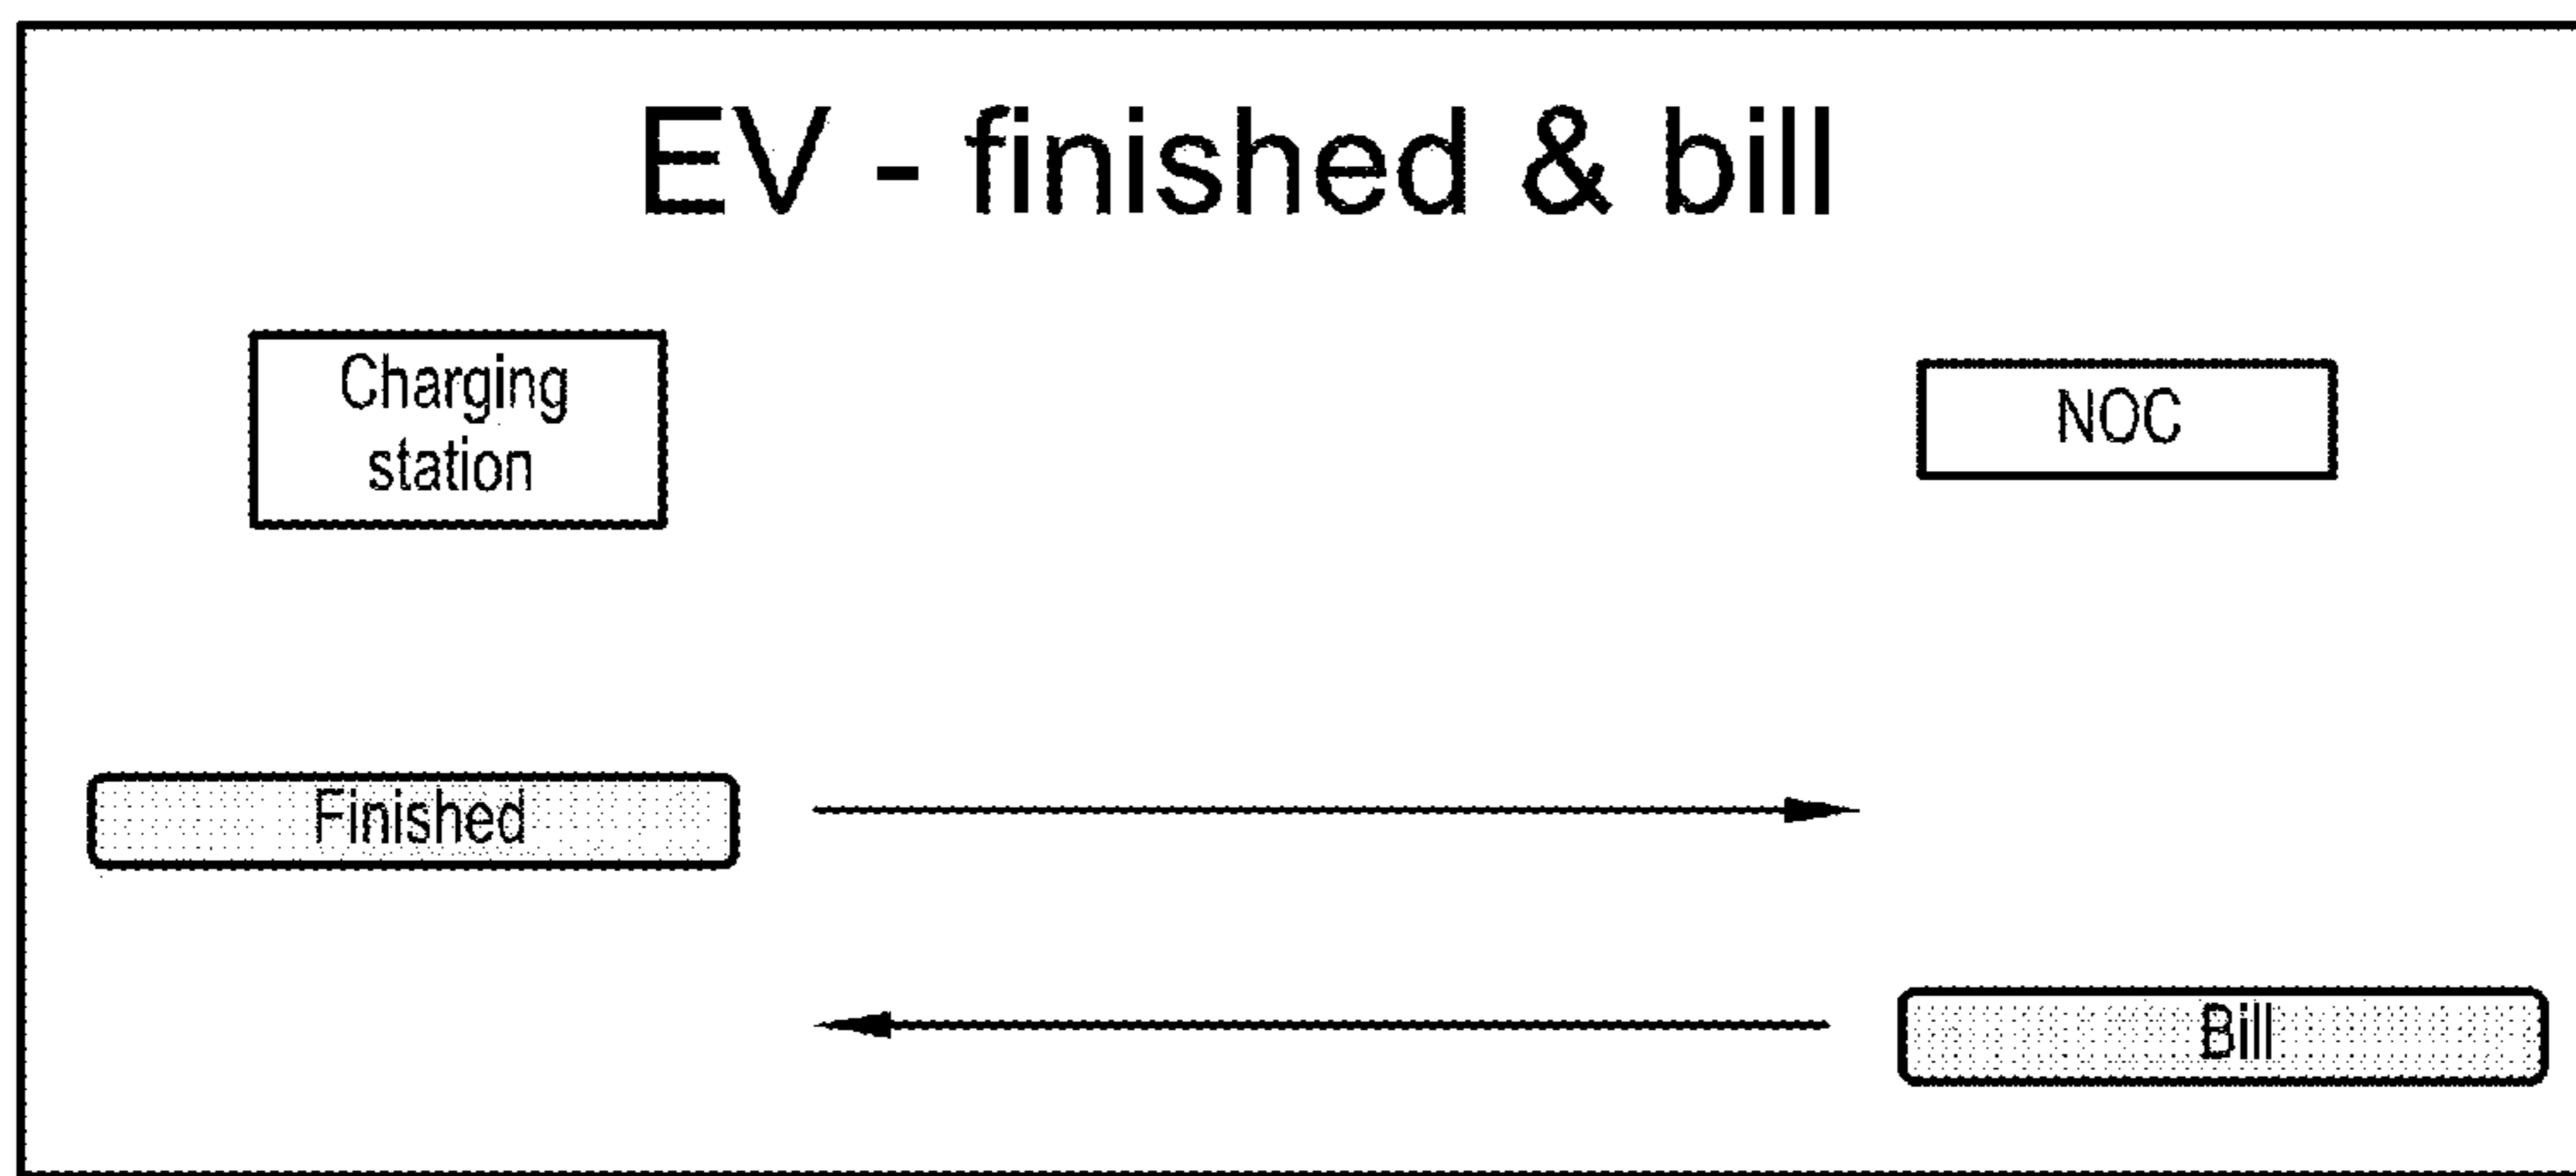 EV - finished & bill
Charging
station
NOC
Finished
Bill